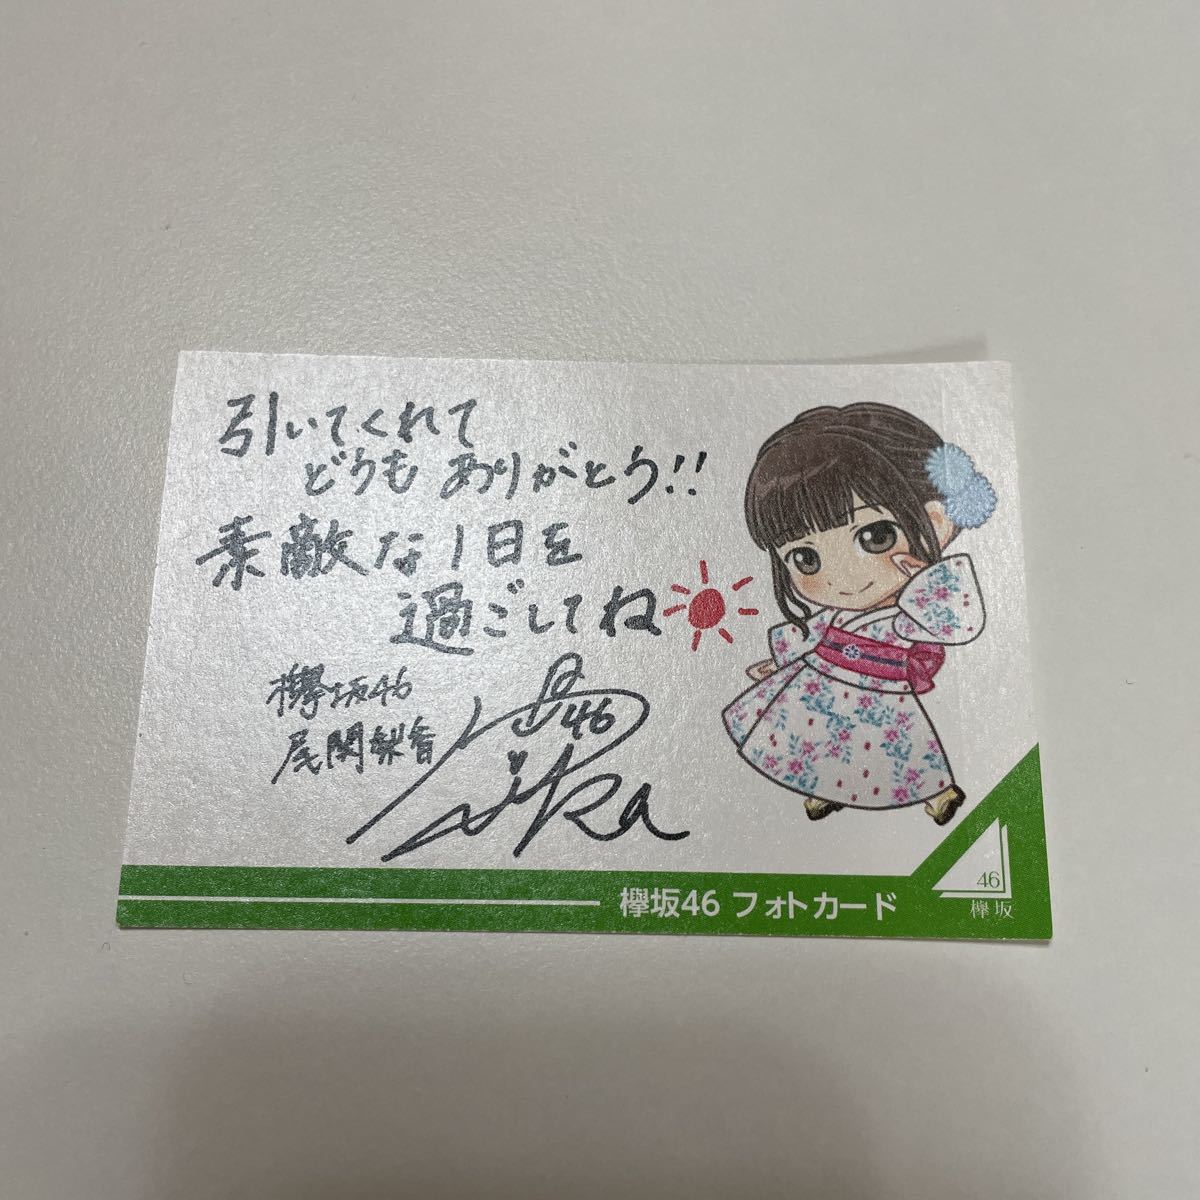 引いてくれて
どうもありがとう!!
素敵な1日を
過ごしてね
欅坂46
尾関梨香
46
Rika
欅坂46 フォトカード
46
欅坂